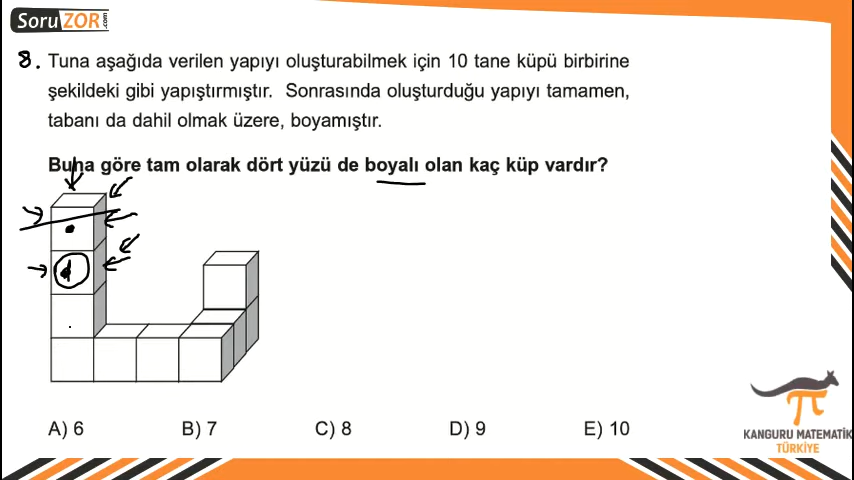 SoruZOR.com
8. Tuna aşağıda verilen yapıyı oluşturabilmek için 10 tane küpü birbirine
şekildeki gibi yapıştırmıştır. Sonrasında oluşturduğu yapıyı tamamen,
tabanı da dahil olmak üzere, boyamıştır.
Buna göre tam olarak dört yüzü de boyalı olan kaç küp vardır?
A) 6 B) 7 C) 8 D) 9 E) 10
KANGURU MATEMATİK
TÜRKİYE